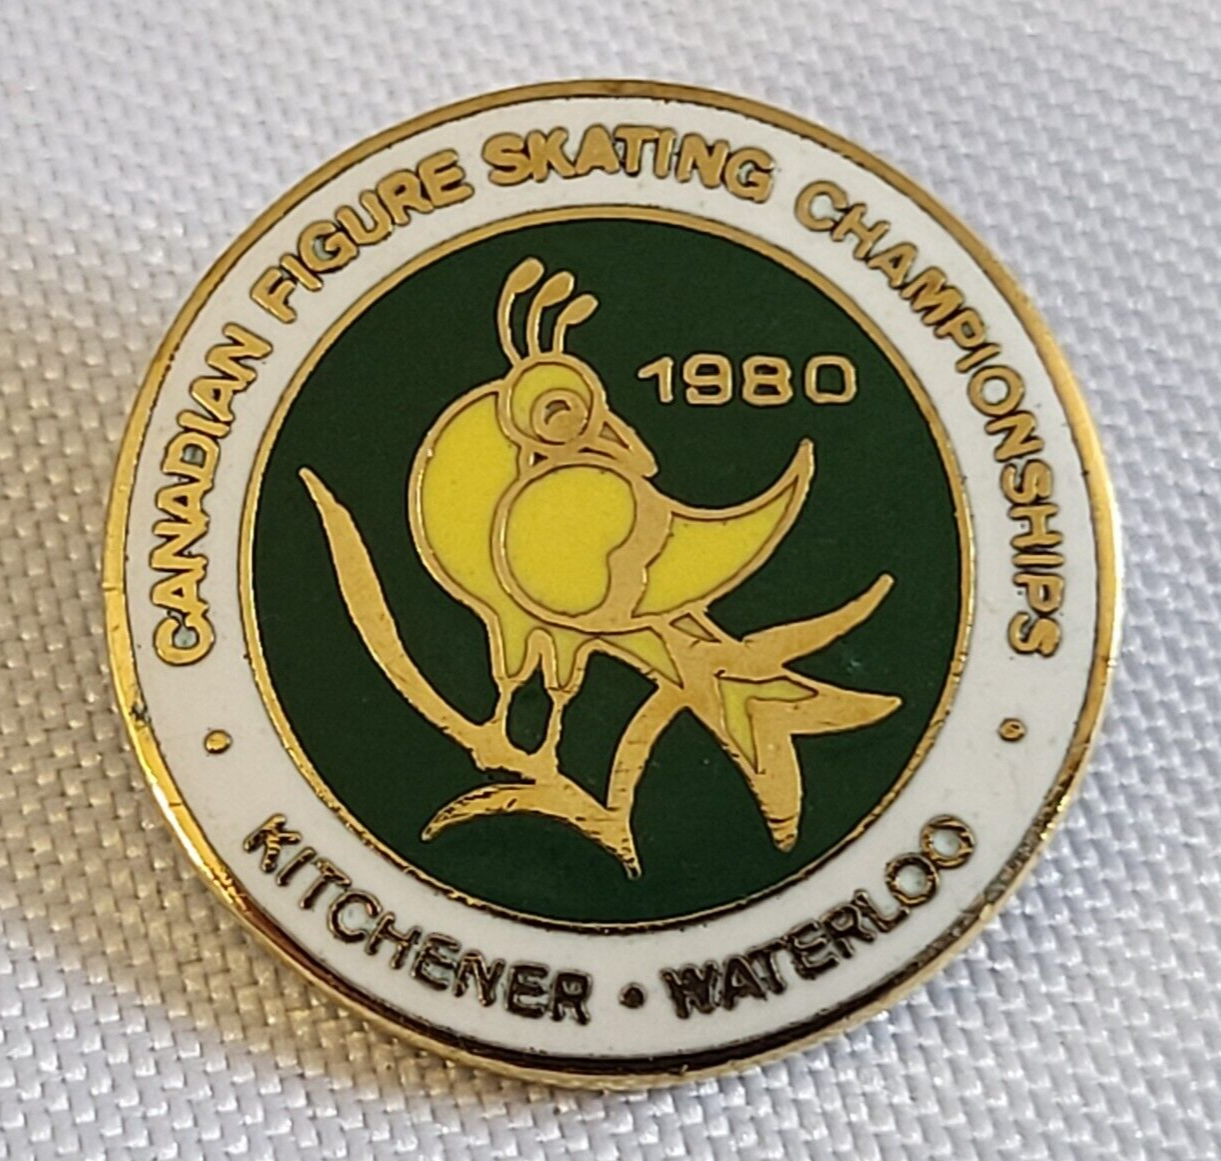 CANADIAN FIGURE SKATING CHAMPIONSHIPS
1980
KITCHENER • WATERLOO